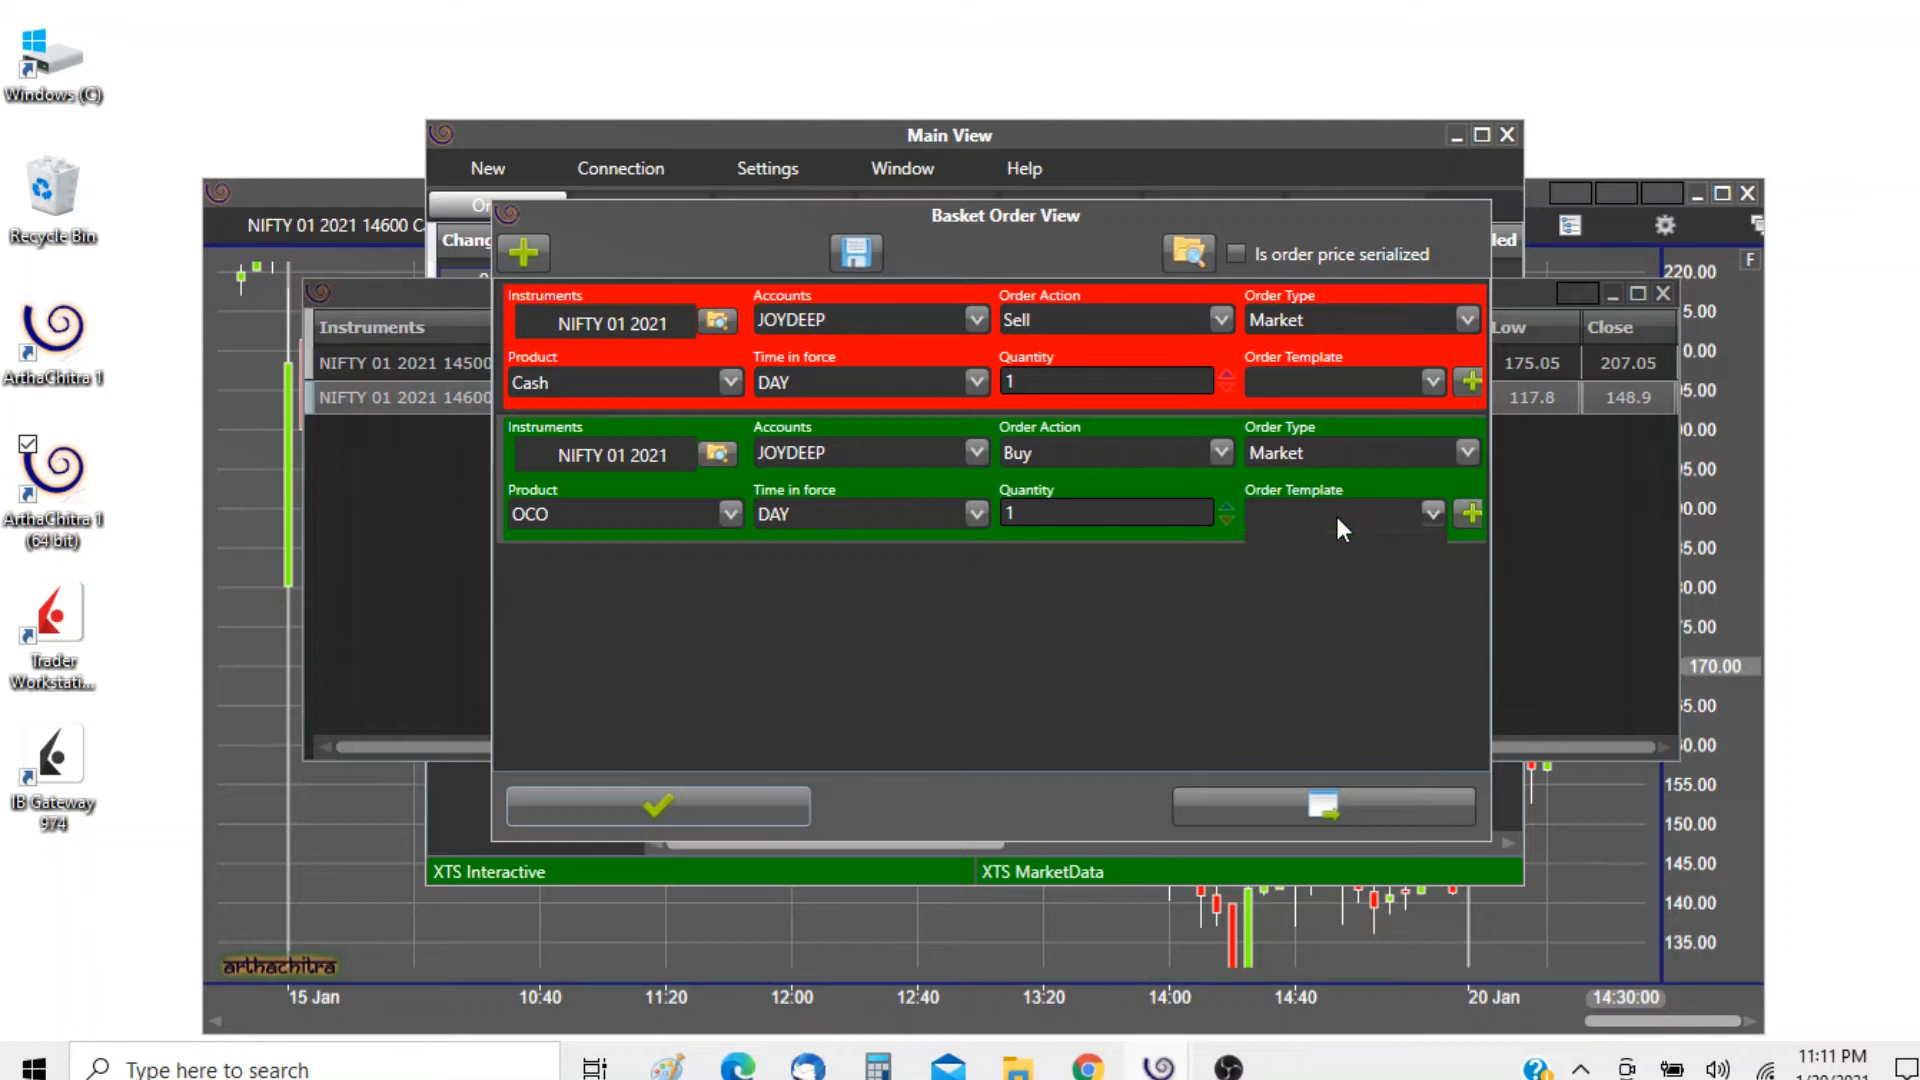 Windows (C)
Recycle Bin
ArthaChitra 1
ArthaChitra 1
(64 bit)
Trader
Workstati...
IB Gateway
974
Main View
New Connection Settings Window Help
NIFTY 01 2021 14600 C
Basket Order View
Is order price serialized
F
Instruments Accounts Order Action Order Type
NIFTY 01 2021 JOYDEEP Sell Market
Product Time in force Quantity Order Template
Cash DAY 1
Instruments Accounts Order Action Order Type
NIFTY 01 2021 JOYDEEP Buy Market
Product Time in force Quantity Order Template
OCO DAY 1
Instruments Low Close
NIFTY 01 2021 14500 175.05 207.05
NIFTY 01 2021 14600 117.8 148.9
220.00
170.00
155.00
150.00
145.00
140.00
135.00
XTS Interactive XTS MarketData
arthachitra
15 Jan 10:40 11:20 12:00 12:40 13:20 14:00 14:40 20 Jan 14:30:00
Type here to search
11:11 PM